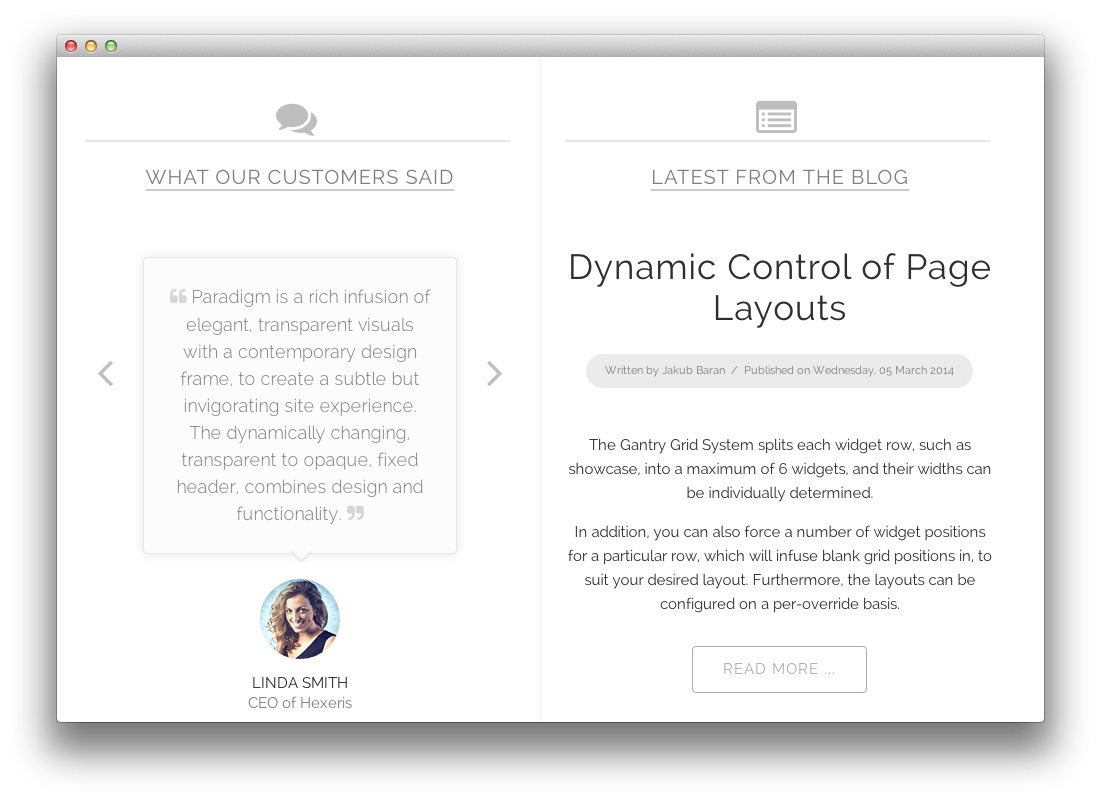 WHAT OUR CUSTOMERS SAID
“ Paradigm is a rich infusion of
elegant, transparent visuals
with a contemporary design
frame, to create a subtle but
invigorating site experience.
The dynamically changing,
transparent to opaque, fixed
header, combines design and
functionality. ”
LINDA SMITH
CEO of Hexeris
LATEST FROM THE BLOG
Dynamic Control of Page
Layouts
Written by Jakub Baran / Published on Wednesday, 05 March 2014
The Gantry Grid System splits each widget row, such as
showcase, into a maximum of 6 widgets, and their widths can
be individually determined.
In addition, you can also force a number of widget positions
for a particular row, which will infuse blank grid positions in, to
suit your desired layout. Furthermore, the layouts can be
configured on a per-override basis.
READ MORE ...